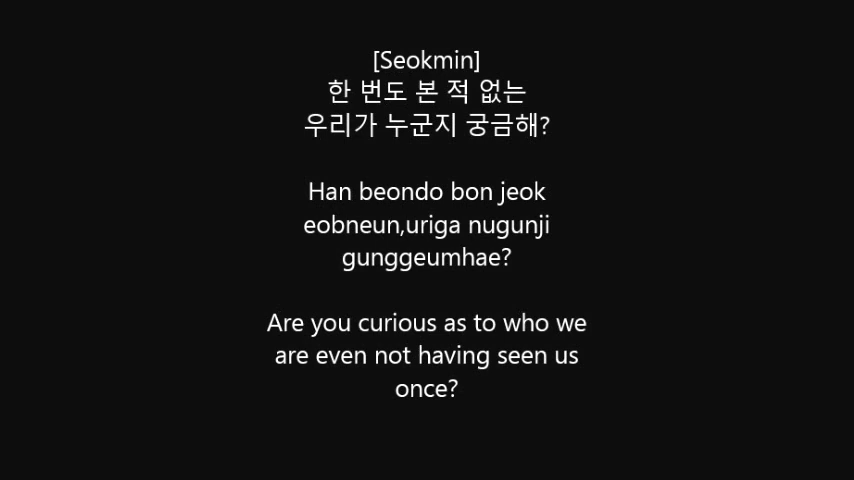 [Seokmin]
한 번도 본 적 없는
우리가 누군지 궁금해?
Han beondo bon jeok
eobneun,uriga nugunji
gunggeumhae?
Are you curious as to who we
are even not having seen us
once?